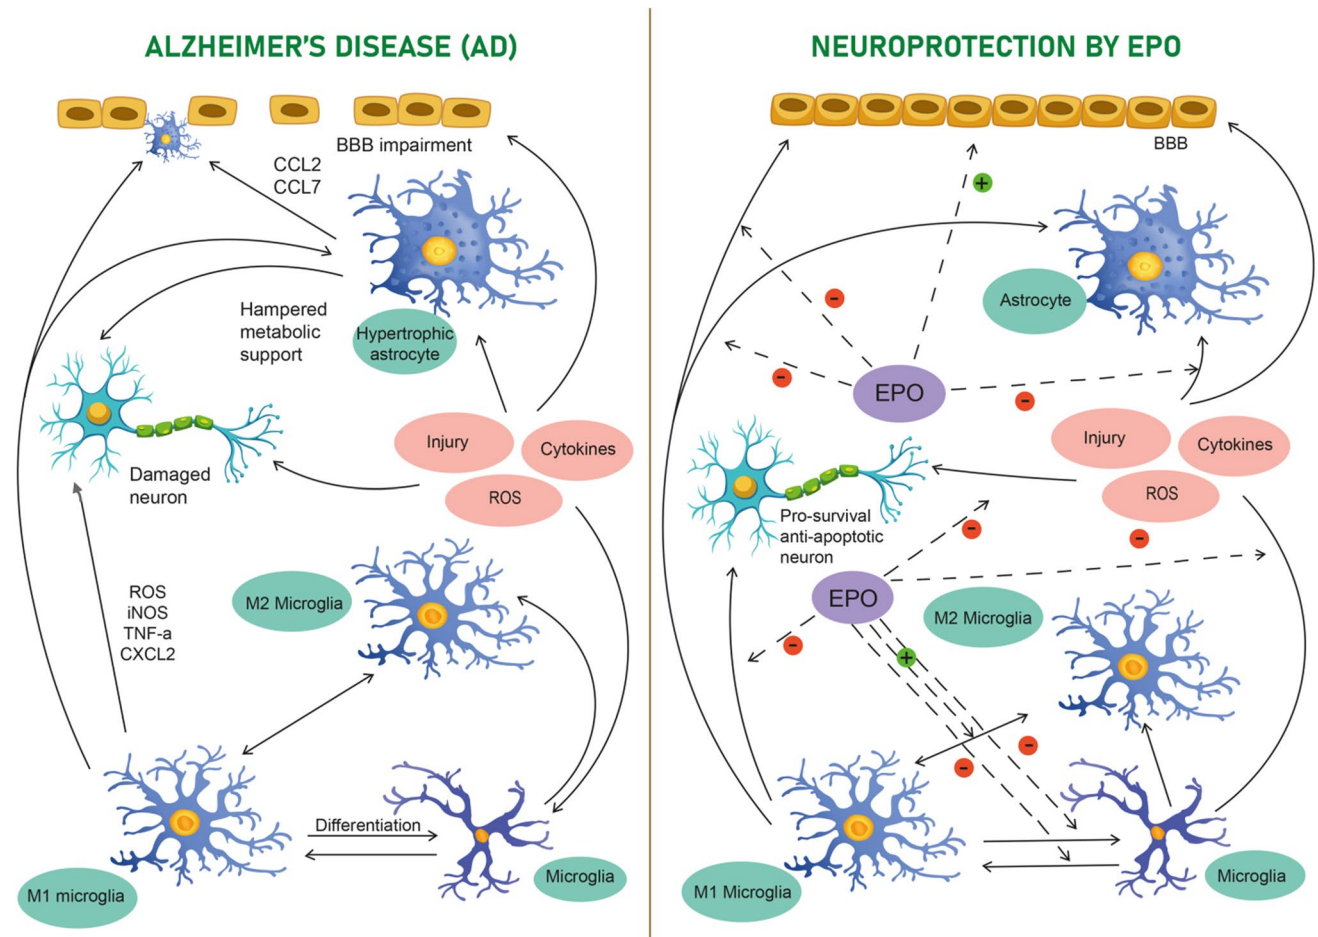 ALZHEIMER'S DISEASE (AD)
BBB impairment
CCL2
CCL7
Hampered
metabolic
support
Hypertrophic
astrocyte
Injury
Cytokines
ROS
Damaged
neuron
ROS
iNOS
TNF-a
CXCL2
M2 Microglia
Differentiation
M1 microglia
Microglia
NEUROPROTECTION BY EPO
BBB
+
Astrocyte
-
-
EPO
-
Injury
Cytokines
ROS
Pro-survival
anti-apoptotic
neuron
-
-
EPO
M2 Microglia
-
+
-
-
M1 Microglia
Microglia